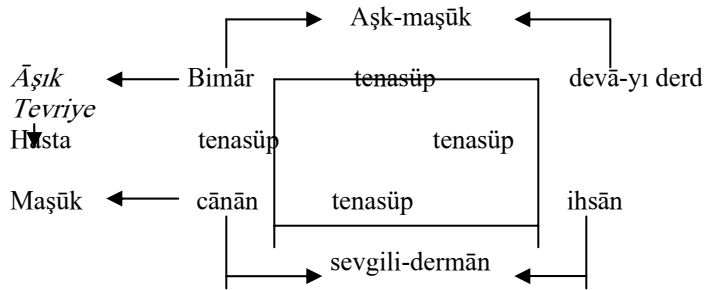 Aşk-maşūk
Āşık Bimār tenasüp devā-yı derd
Tevriye
Hasta tenasüp tenasüp
Maşūk cānān tenasüp ihsān
sevgili-dermān